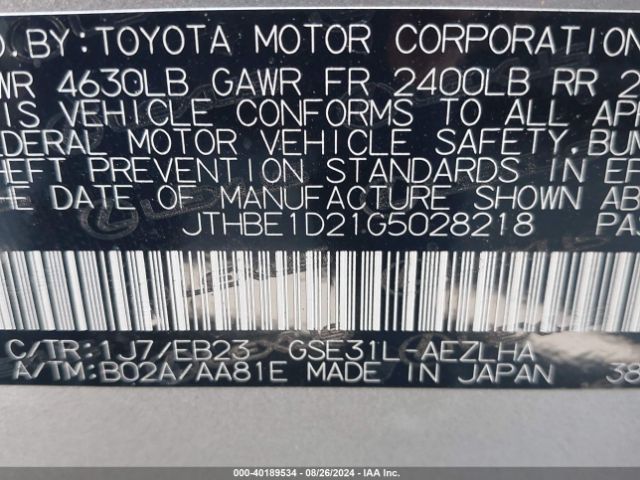 D. BY: TOYOTA MOTOR CORPORATION
WR 4630LB GAWR FR 2400LB RR 2
IS VEHICLE CONFORMS TO ALL AP
EDERAL MOTOR VEHICLE SAFETY, BUM
HEFT PREVENTION STANDARDS IN EF
HE DATE OF MANUFACTURE SHOWN AB
JTHBE1D21G5028218 PAS
C/TR:1J7/EB23 GSE31L-AEZLHA
A/TM:B02A/AA81E MADE IN JAPAN 38
000-40189534 - 08/26/2024 - IAA Inc.